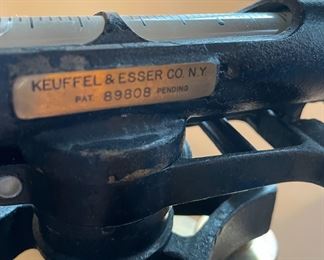 KEUFFEL & ESSER CO. N.Y.
PAT. 89808 PENDING